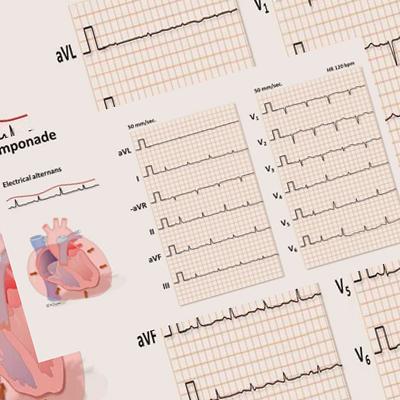 aVL
V1
mponade
Electrical alternans
50 mm/sec.
aVL
I
-aVR
II
aVF
III
50 mm/sec.
HR 120 bpm
V1
V2
V3
V4
V5
V6
aVF
V5
V6